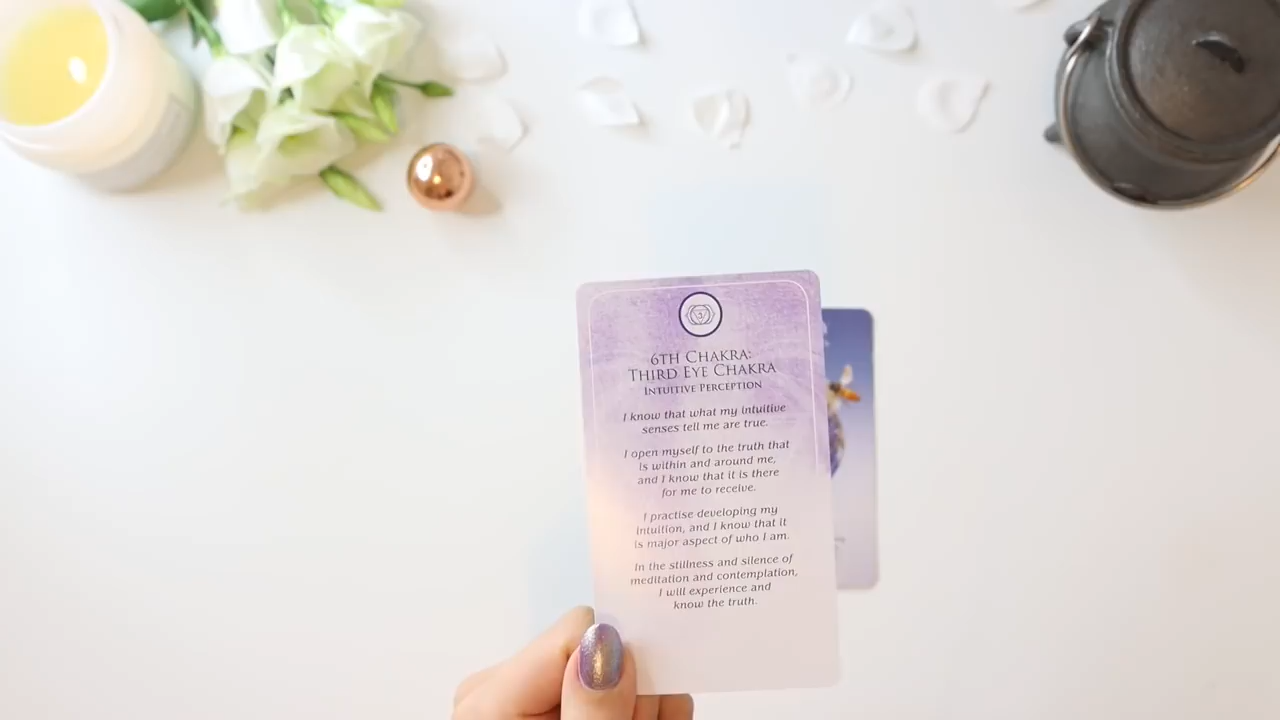 6TH CHAKRA:
THIRD EYE CHAKRA
INTUITIVE PERCEPTION
I know that what my intuitive
senses tell me are true.
I open myself to the truth that
is within and around me,
and I know that it is there
for me to receive.
I practise developing my
intuition, and I know that it
is major aspect of who I am.
In the stillness and silence of
meditation and contemplation,
I will experience and
know the truth.